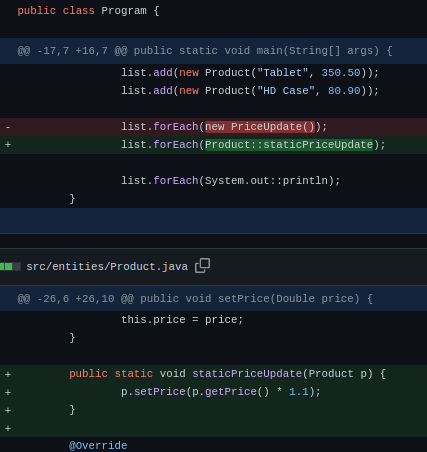 public class Program {
@@ -17,7 +16,7 @@ public static void main(String[] args) {
list.add(new Product("Tablet", 350.50));
list.add(new Product("HD Case", 80.90));
- list.forEach(new PriceUpdate());
+ list.forEach(Product::staticPriceUpdate);
list.forEach(System.out::println);
}
src/entities/Product.java
@@ -26,6 +26,10 @@ public void setPrice(Double price) {
this.price = price;
}
+ public static void staticPriceUpdate(Product p) {
+ p.setPrice(p.getPrice() * 1.1);
+ }
+
@Override